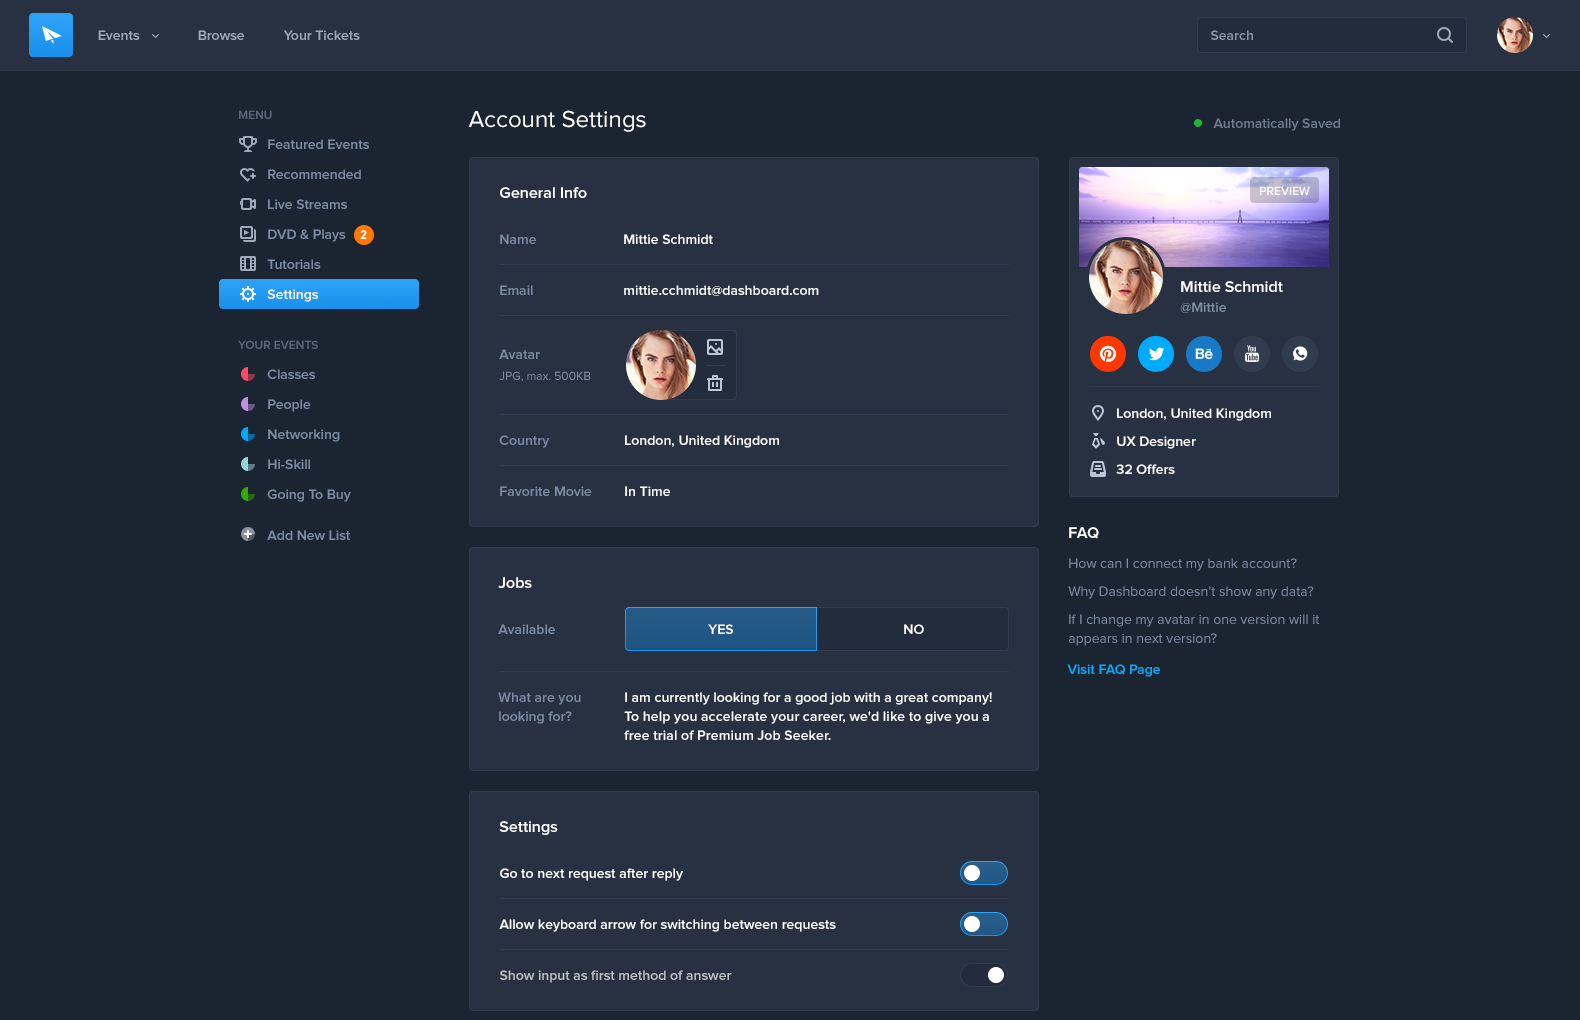 Events
Browse
Your Tickets
Search
MENU
Featured Events
Recommended
Live Streams
DVD & Plays 2
Tutorials
Settings
YOUR EVENTS
Classes
People
Networking
Hi-Skill
Going To Buy
Add New List
Account Settings
Automatically Saved
General Info
Name
Mittie Schmidt
Email
mittie.cchmidt@dashboard.com
Avatar
JPG, max. 500KB
Country
London, United Kingdom
Favorite Movie
In Time
Jobs
Available
YES
NO
What are you
looking for?
I am currently looking for a good job with a great company!
To help you accelerate your career, we'd like to give you a
free trial of Premium Job Seeker.
Settings
Go to next request after reply
Allow keyboard arrow for switching between requests
Show input as first method of answer
PREVIEW
Mittie Schmidt
@Mittie
Bē
You
Tube
London, United Kingdom
UX Designer
32 Offers
FAQ
How can I connect my bank account?
Why Dashboard doesn't show any data?
If I change my avatar in one version will it
appears in next version?
Visit FAQ Page